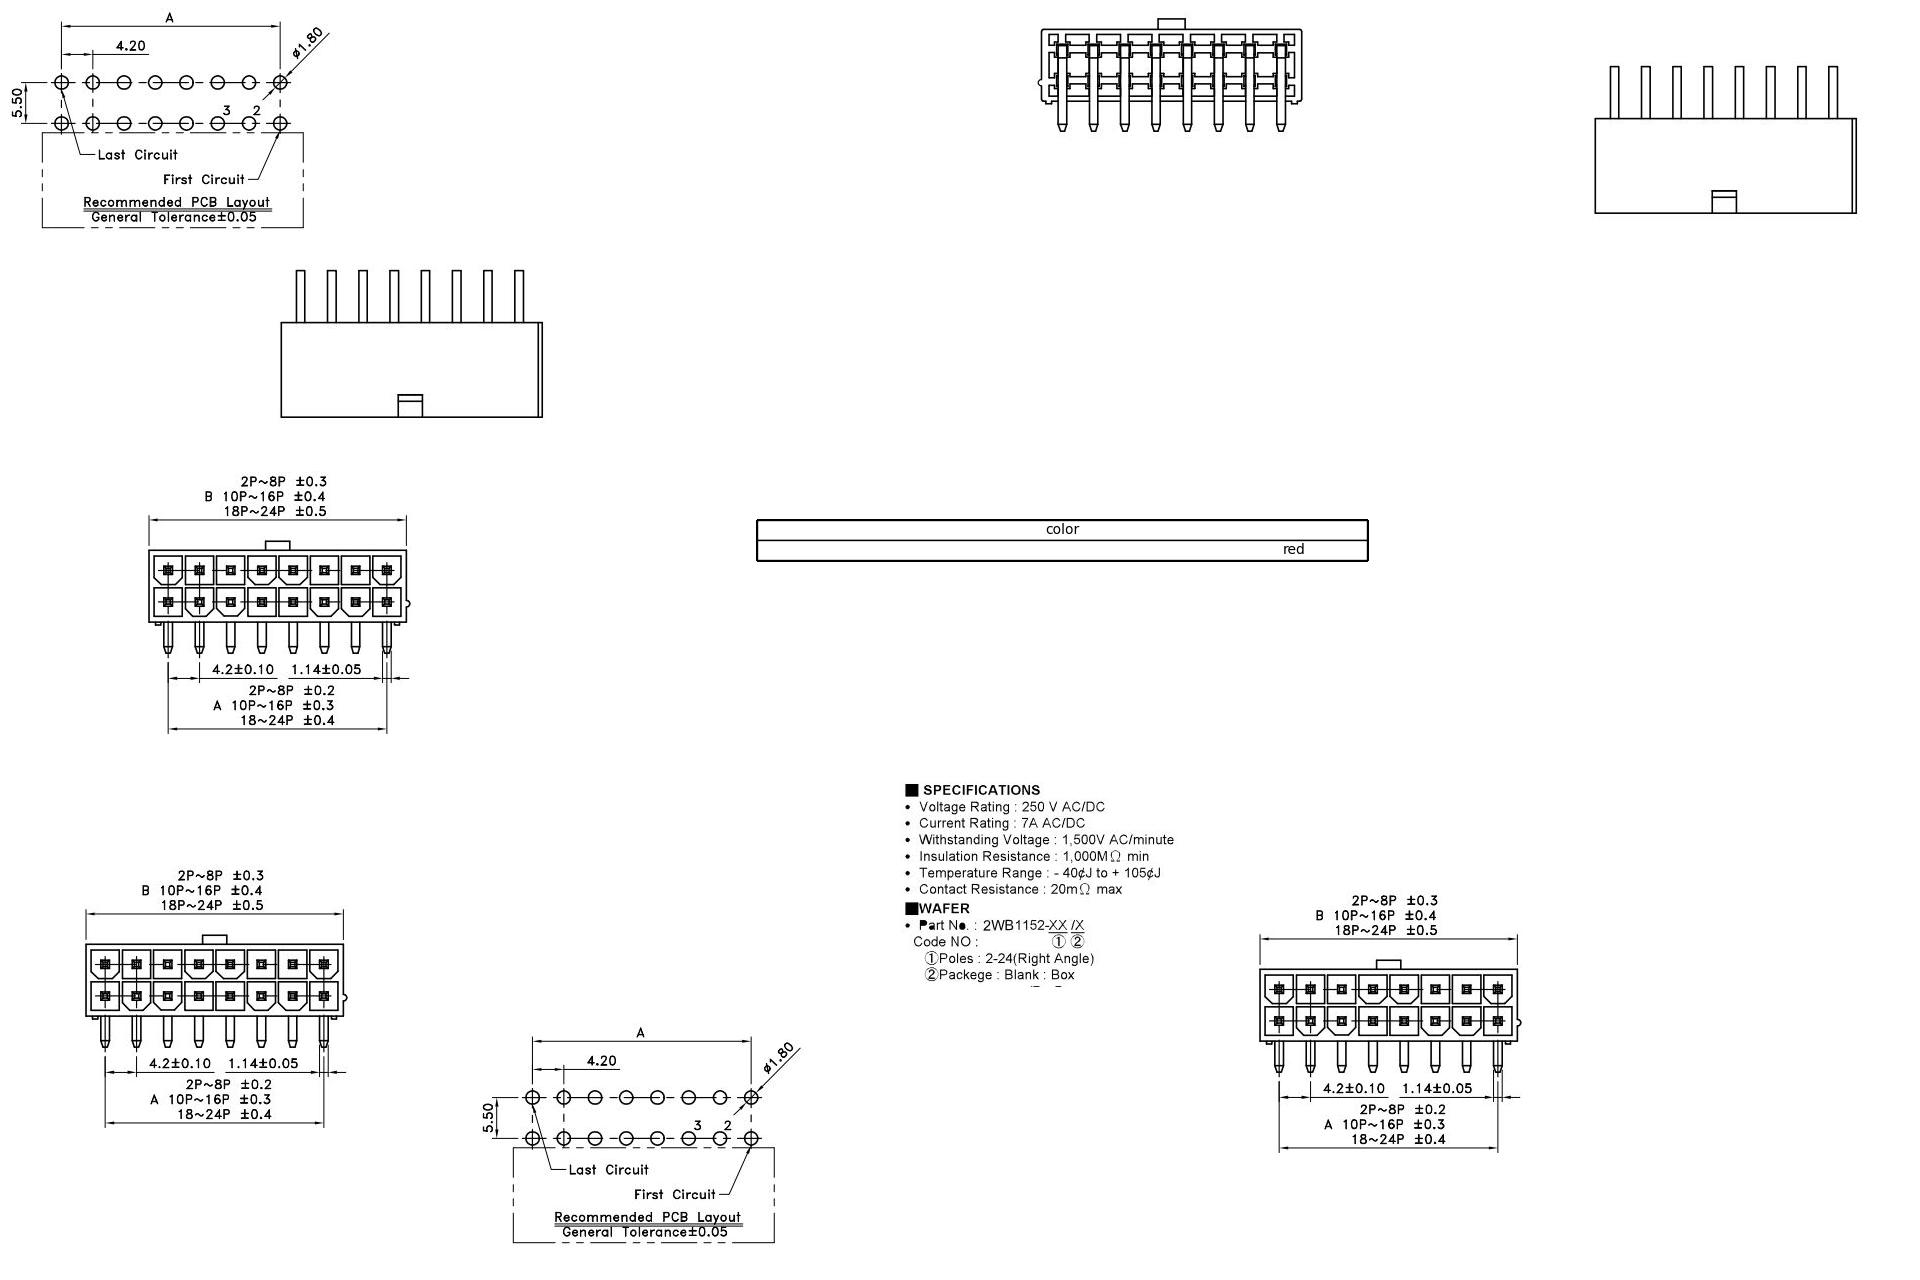 A
4.20
ø1.80
5.50
3 2
Last Circuit
First Circuit
Recommended PCB Layout
General Tolerance±0.05
2P~8P ±0.3
B 10P~16P ±0.4
18P~24P ±0.5
4.2±0.10 1.14±0.05
2P~8P ±0.2
A 10P~16P ±0.3
18~24P ±0.4
color
red
■ SPECIFICATIONS
• Voltage Rating : 250 V AC/DC
• Current Rating : 7A AC/DC
• Withstanding Voltage : 1,500V AC/minute
• Insulation Resistance : 1,000MΩ min
• Temperature Range : - 40¢J to + 105¢J
• Contact Resistance : 20mΩ max
■WAFER
• Part No. : 2WB1152-XX /X
Code NO : ① ②
①Poles : 2-24(Right Angle)
②Packege : Blank : Box
2P~8P ±0.3
B 10P~16P ±0.4
18P~24P ±0.5
4.2±0.10 1.14±0.05
2P~8P ±0.2
A 10P~16P ±0.3
18~24P ±0.4
2P~8P ±0.3
B 10P~16P ±0.4
18P~24P ±0.5
4.2±0.10 1.14±0.05
2P~8P ±0.2
A 10P~16P ±0.3
18~24P ±0.4
A
4.20
ø1.80
5.50
3 2
Last Circuit
First Circuit
Recommended PCB Layout
General Tolerance±0.05